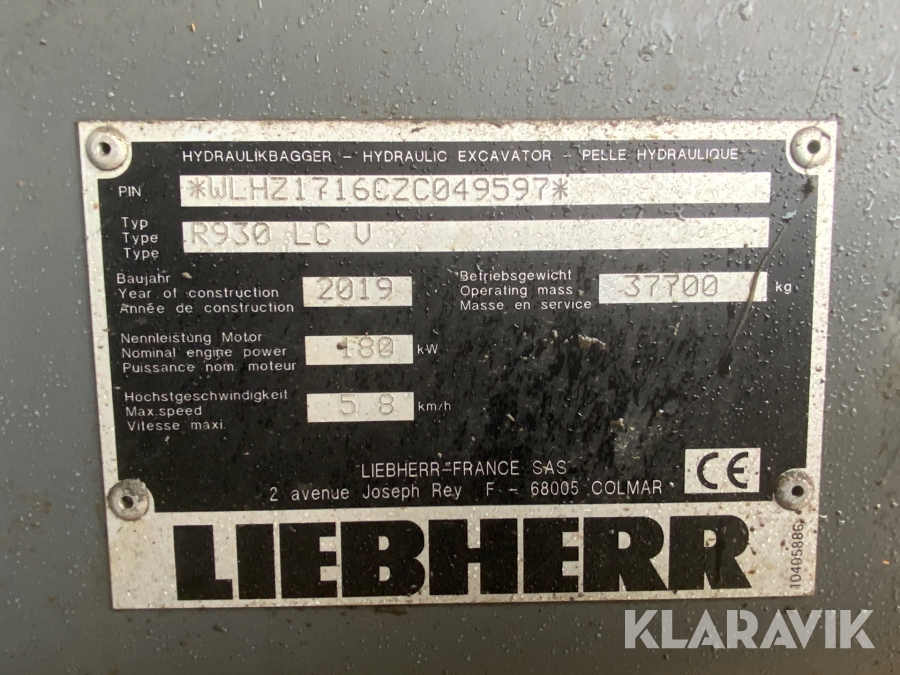 HYDRAULIKBAGGER - HYDRAULIC EXCAVATOR - PELLE HYDRAULIQUE
PIN *WLHZ1716CZC049597*
Typ
Type
Type
R930 LC V
Baujahr
Year of construction
Année de construction
2019
Betriebsgewicht
Operating mass
Masse en service
37700 kg
Nennleistung Motor
Nominal engine power
Puissance nom. moteur
180 kW
Hochstgeschwindigkeit
Max.speed
Vitesse maxi.
5.8 km/h
LIEBHERR-FRANCE SAS
2 avenue Joseph Rey F - 68005 COLMAR
CE
LIEBHERR
10405886
KLARAVIK